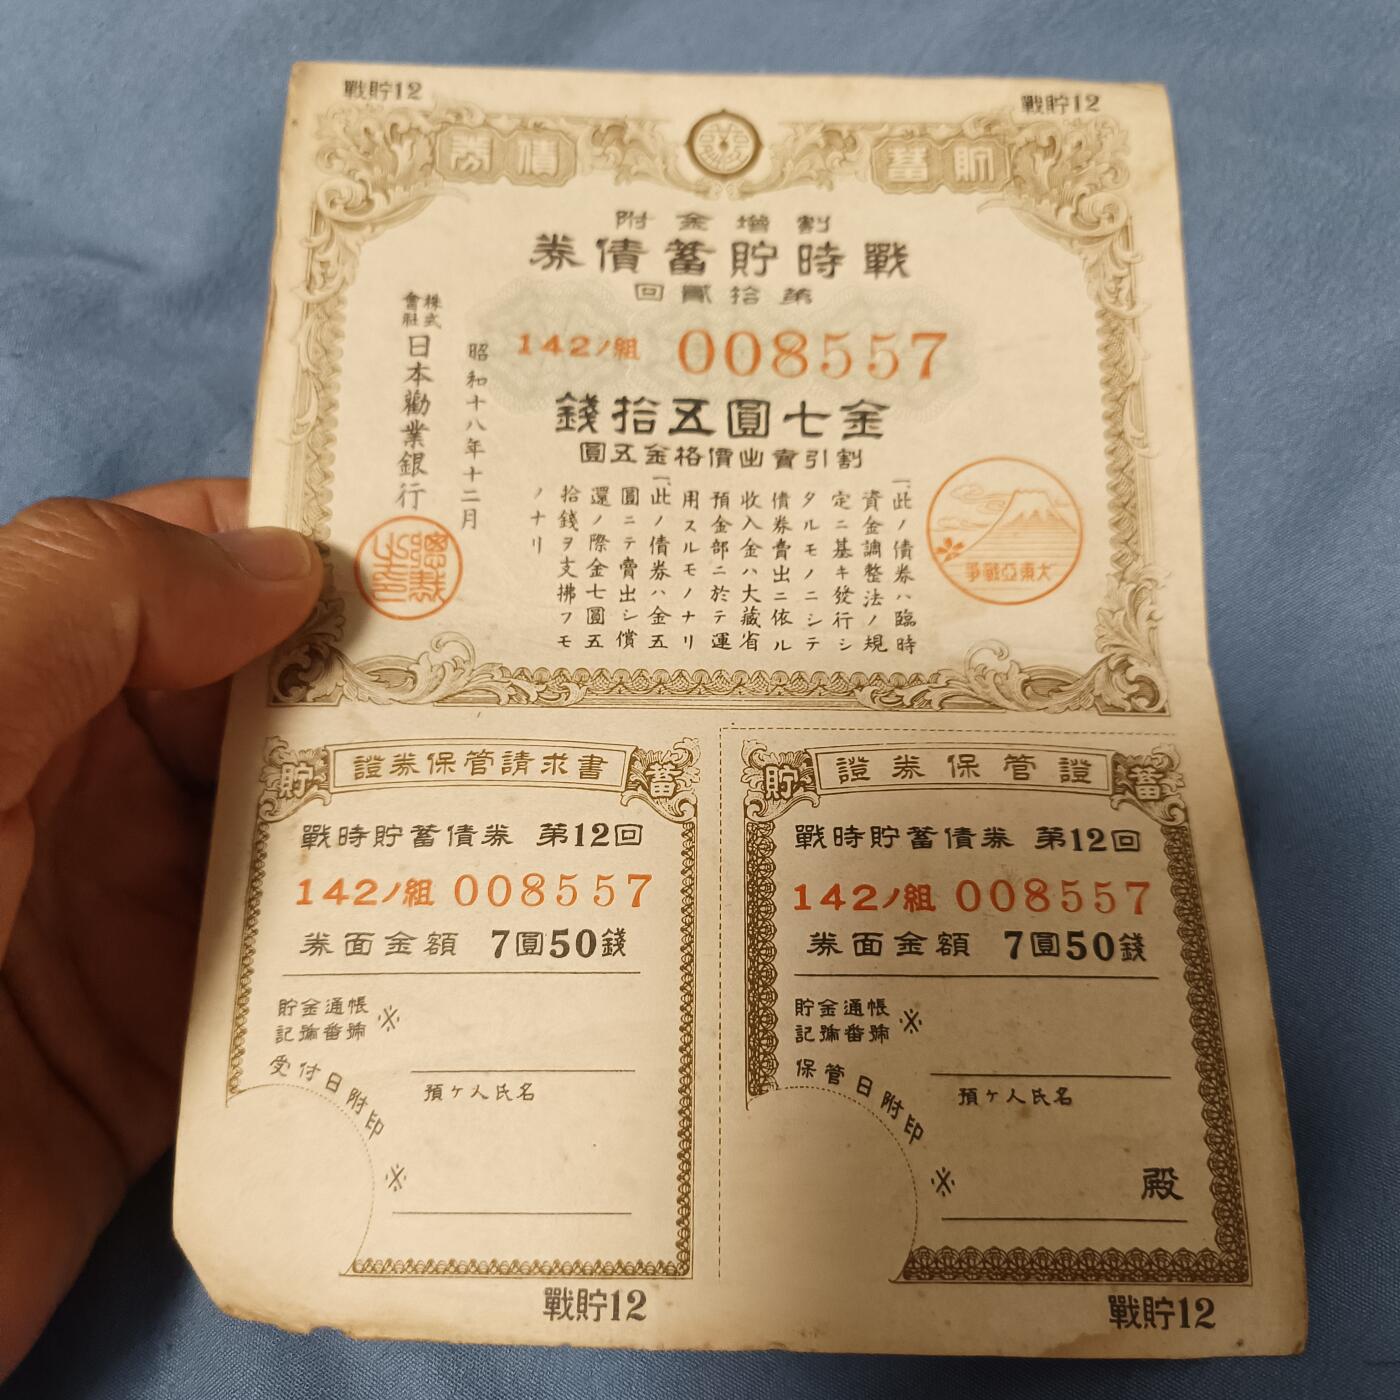 戰貯12
戰貯12
貯蓄
債券
割増金附
戰時貯蓄債券
第拾貳回
142ノ組 008557
金七圓五拾錢
割引賣出價格金五圓
一、此ノ債券ハ臨時
資金調整法ノ規
定ニ基キ發行シ
タルモノニシテ
債券賣出ニ依ル
收入金ハ大藏省
預金部ニ於テ運
用スルモノナリ
一、此ノ債券ハ金五
圓ニテ賣出シ償
還ノ際金七圓五
拾錢ヲ支拂フモ
ノナリ
昭和十八年十二月
株式會社日本勸業銀行
大東亞戰爭
證券保管請求書
貯
蓄
戰時貯蓄債券 第12回
142ノ組 008557
券面金額 7圓50錢
貯金通帳
記號番號
※
受付日附印
預ケ人氏名
※
戰貯12
證券保管證
貯
蓄
戰時貯蓄債券 第12回
142ノ組 008557
券面金額 7圓50錢
貯金通帳
記號番號
※
保管日附印
預ケ人氏名
※
殿
戰貯12